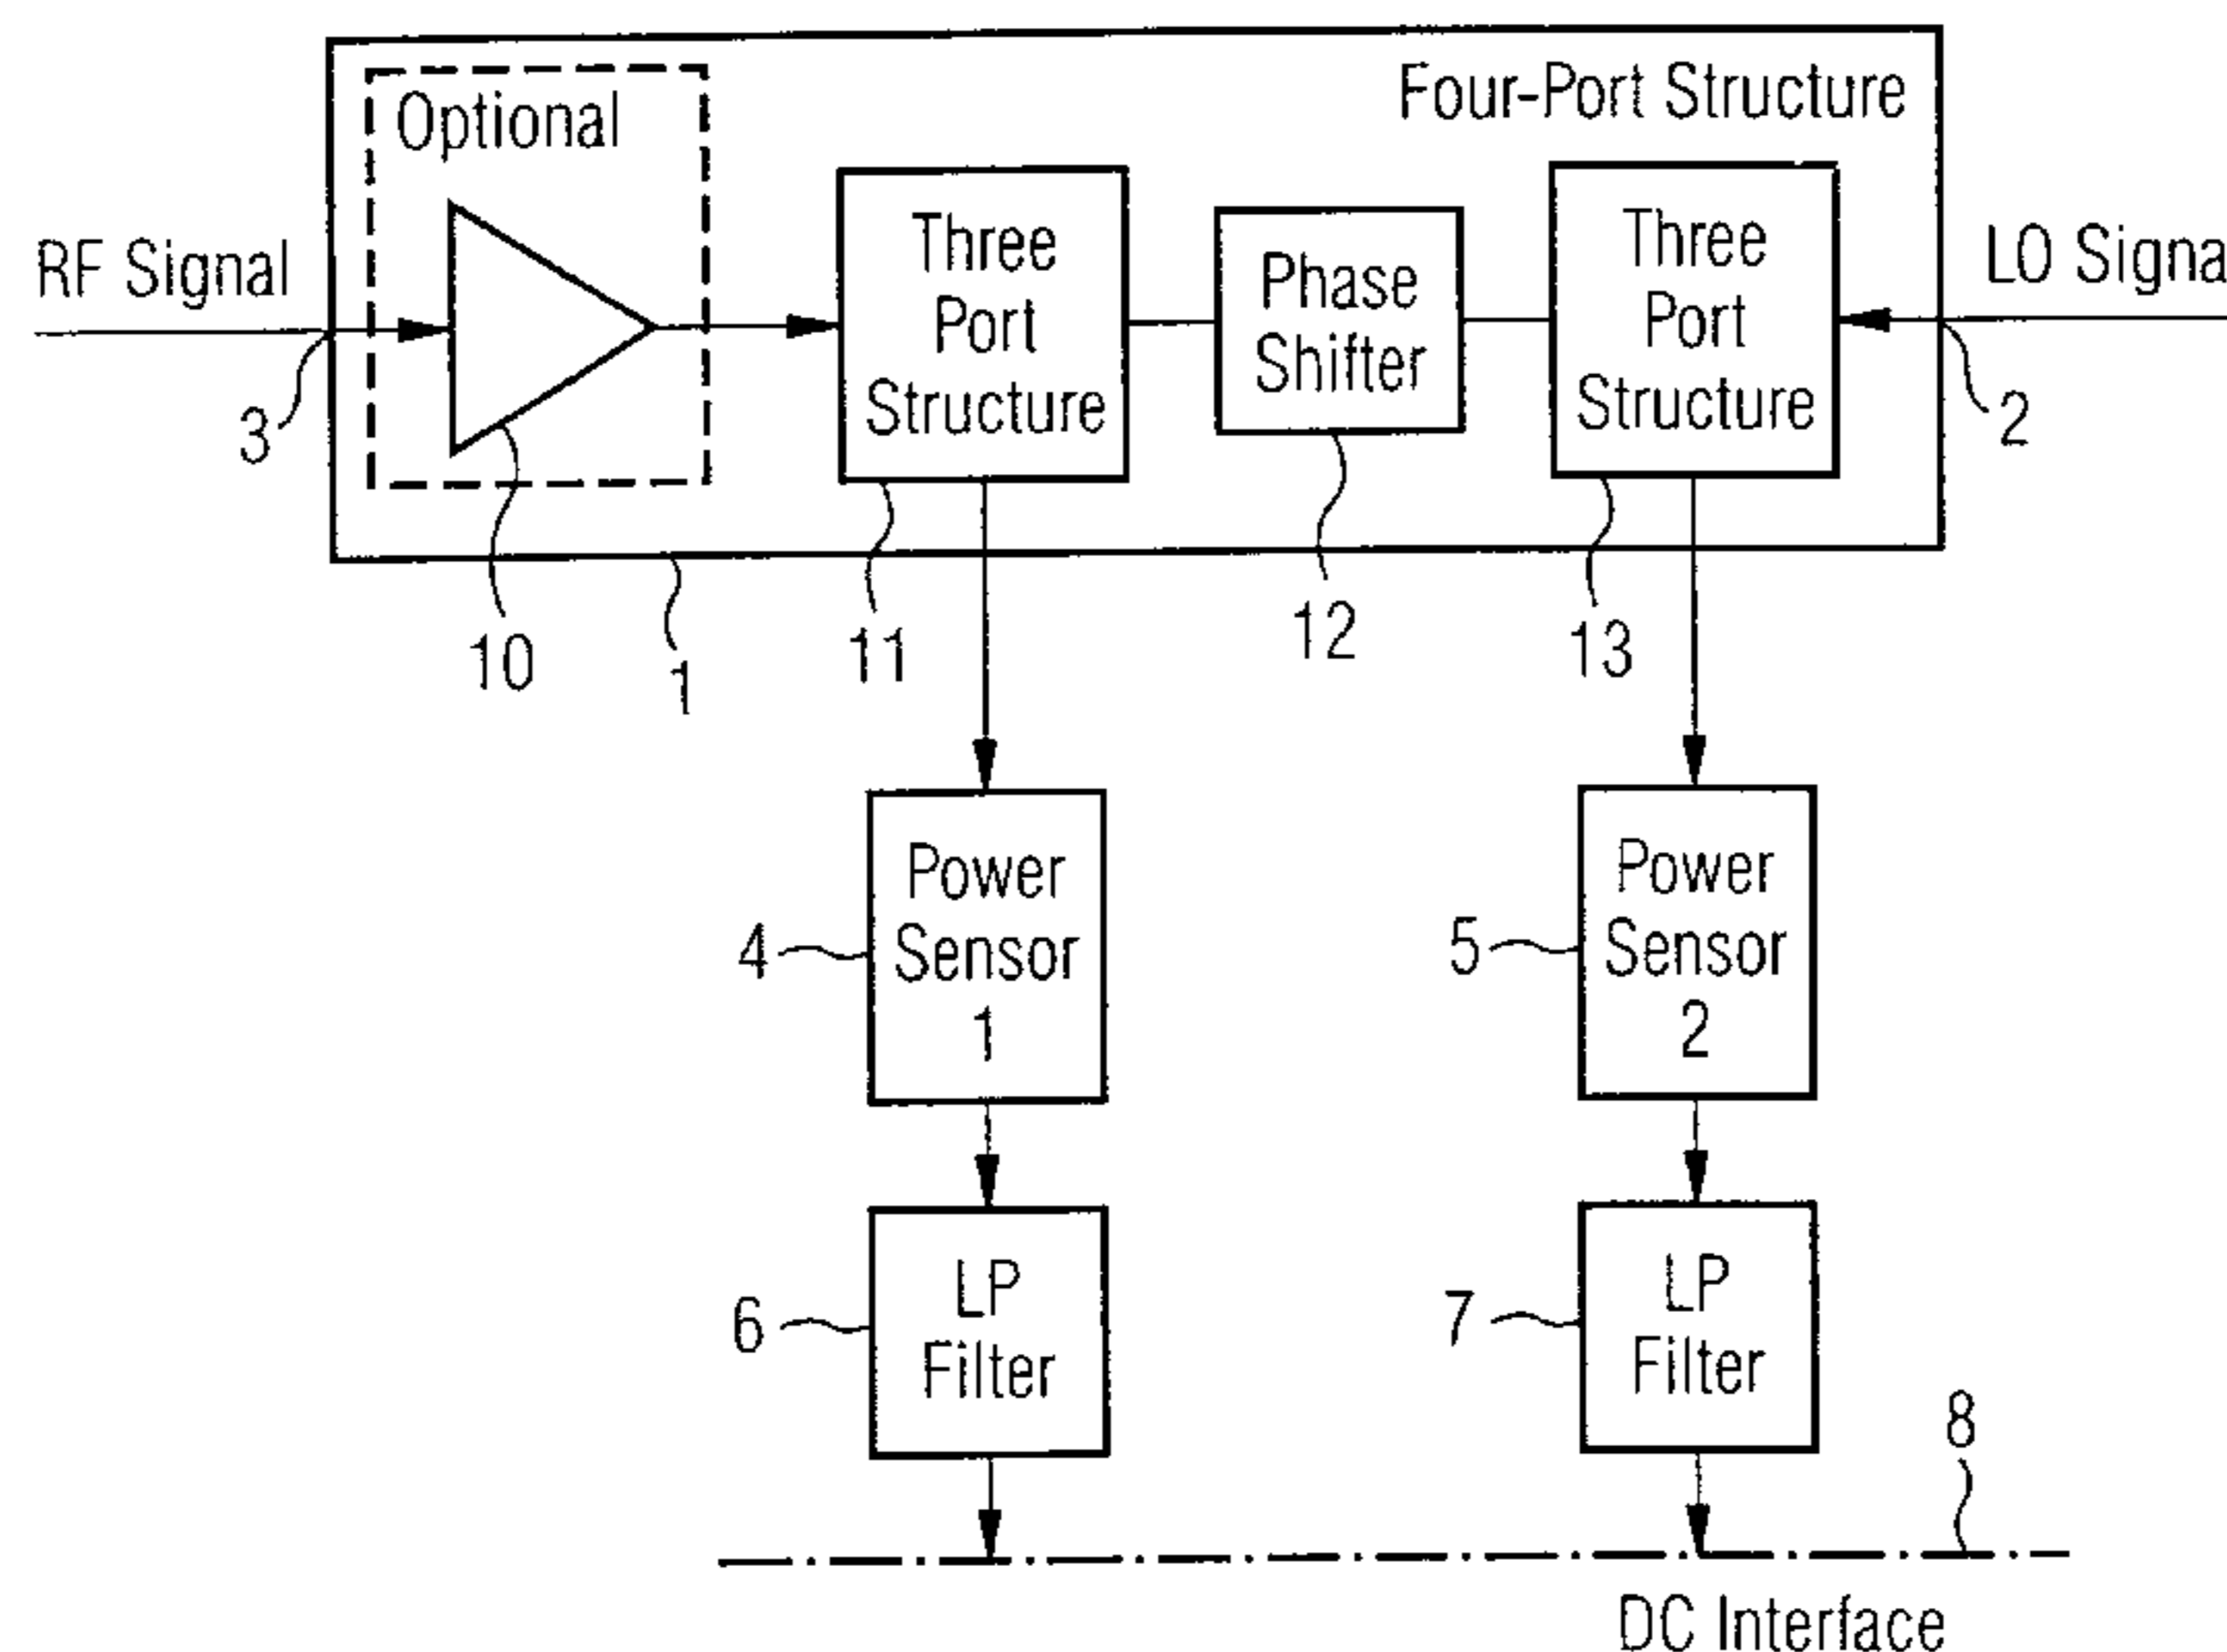 Four-Port Structure
Optional
RF Signal
Three
Port
Structure
Phase
Shifter
Three
Port
Structure
LO Signa
3
2
10
1
11
12
13
4
Power
Sensor
1
5
Power
Sensor
2
6
LP
Filter
7
LP
Filter
8
DC Interface